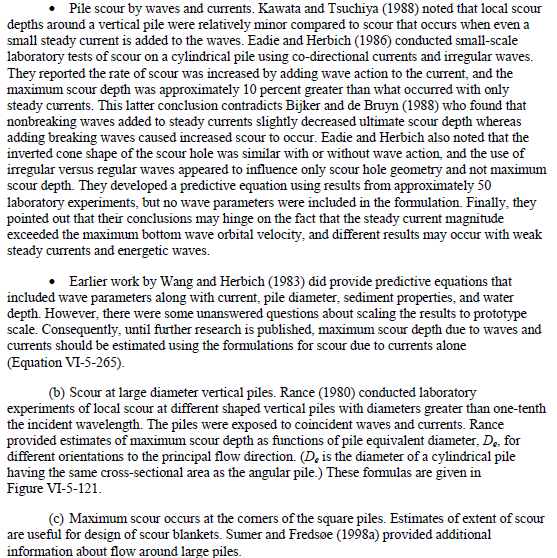 • Pile scour by waves and currents. Kawata and Tsuchiya (1988) noted that local scour
depths around a vertical pile were relatively minor compared to scour that occurs when even a
small steady current is added to the waves. Eadie and Herbich (1986) conducted small-scale
laboratory tests of scour on a cylindrical pile using co-directional currents and irregular waves.
They reported the rate of scour was increased by adding wave action to the current, and the
maximum scour depth was approximately 10 percent greater than what occurred with only
steady currents. This latter conclusion contradicts Bijker and de Bruyn (1988) who found that
nonbreaking waves added to steady currents slightly decreased ultimate scour depth whereas
adding breaking waves caused increased scour to occur. Eadie and Herbich also noted that the
inverted cone shape of the scour hole was similar with or without wave action, and the use of
irregular versus regular waves appeared to influence only scour hole geometry and not maximum
scour depth. They developed a predictive equation using results from approximately 50
laboratory experiments, but no wave parameters were included in the formulation. Finally, they
pointed out that their conclusions may hinge on the fact that the steady current magnitude
exceeded the maximum bottom wave orbital velocity, and different results may occur with weak
steady currents and energetic waves.
• Earlier work by Wang and Herbich (1983) did provide predictive equations that
included wave parameters along with current, pile diameter, sediment properties, and water
depth. However, there were some unanswered questions about scaling the results to prototype
scale. Consequently, until further research is published, maximum scour depth due to waves and
currents should be estimated using the formulations for scour due to currents alone
(Equation VI-5-265).
(b) Scour at large diameter vertical piles. Rance (1980) conducted laboratory
experiments of local scour at different shaped vertical piles with diameters greater than one-tenth
the incident wavelength. The piles were exposed to coincident waves and currents. Rance
provided estimates of maximum scour depth as functions of pile equivalent diameter, Dₑ, for
different orientations to the principal flow direction. (Dₑ is the diameter of a cylindrical pile
having the same cross-sectional area as the angular pile.) These formulas are given in
Figure VI-5-121.
(c) Maximum scour occurs at the corners of the square piles. Estimates of extent of scour
are useful for design of scour blankets. Sumer and Fredsøe (1998a) provided additional
information about flow around large piles.